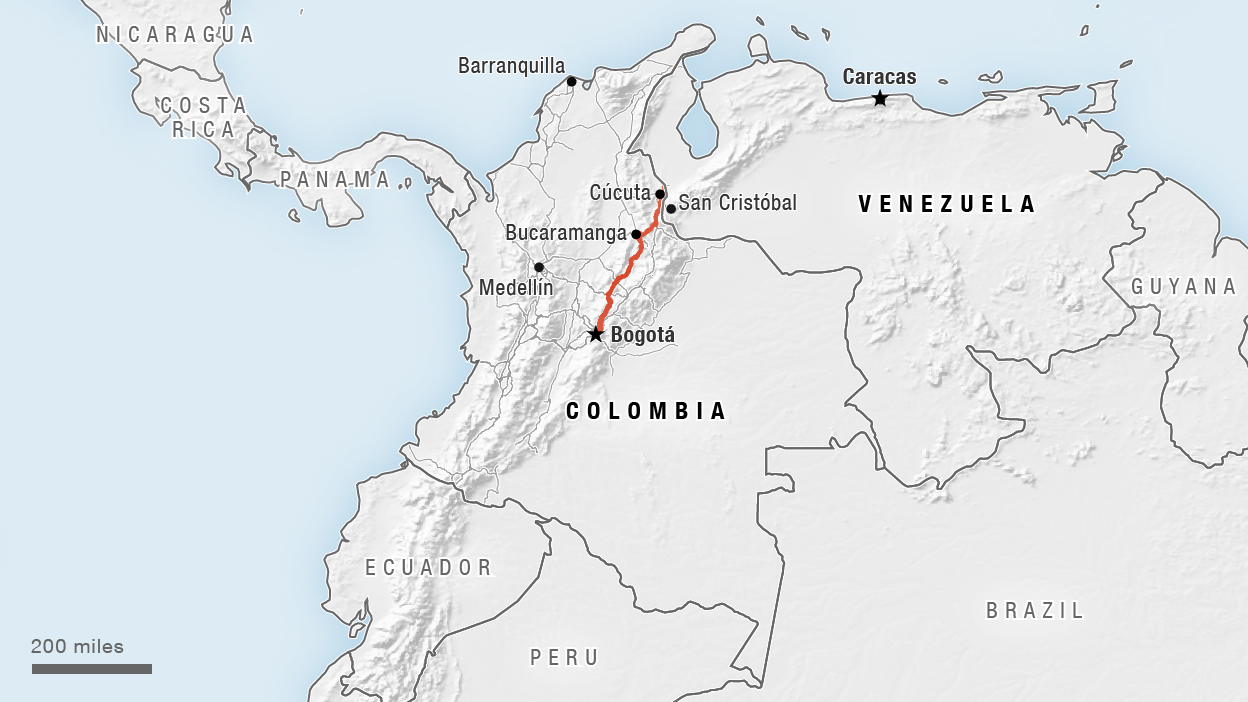 NICARAGUA
Barranquilla
Caracas
COSTA
RICA
PANAMA
Cúcuta
San Cristóbal
VENEZUELA
Bucaramanga
Medellín
GUYANA
Bogotá
COLOMBIA
ECUADOR
BRAZIL
200 miles
PERU